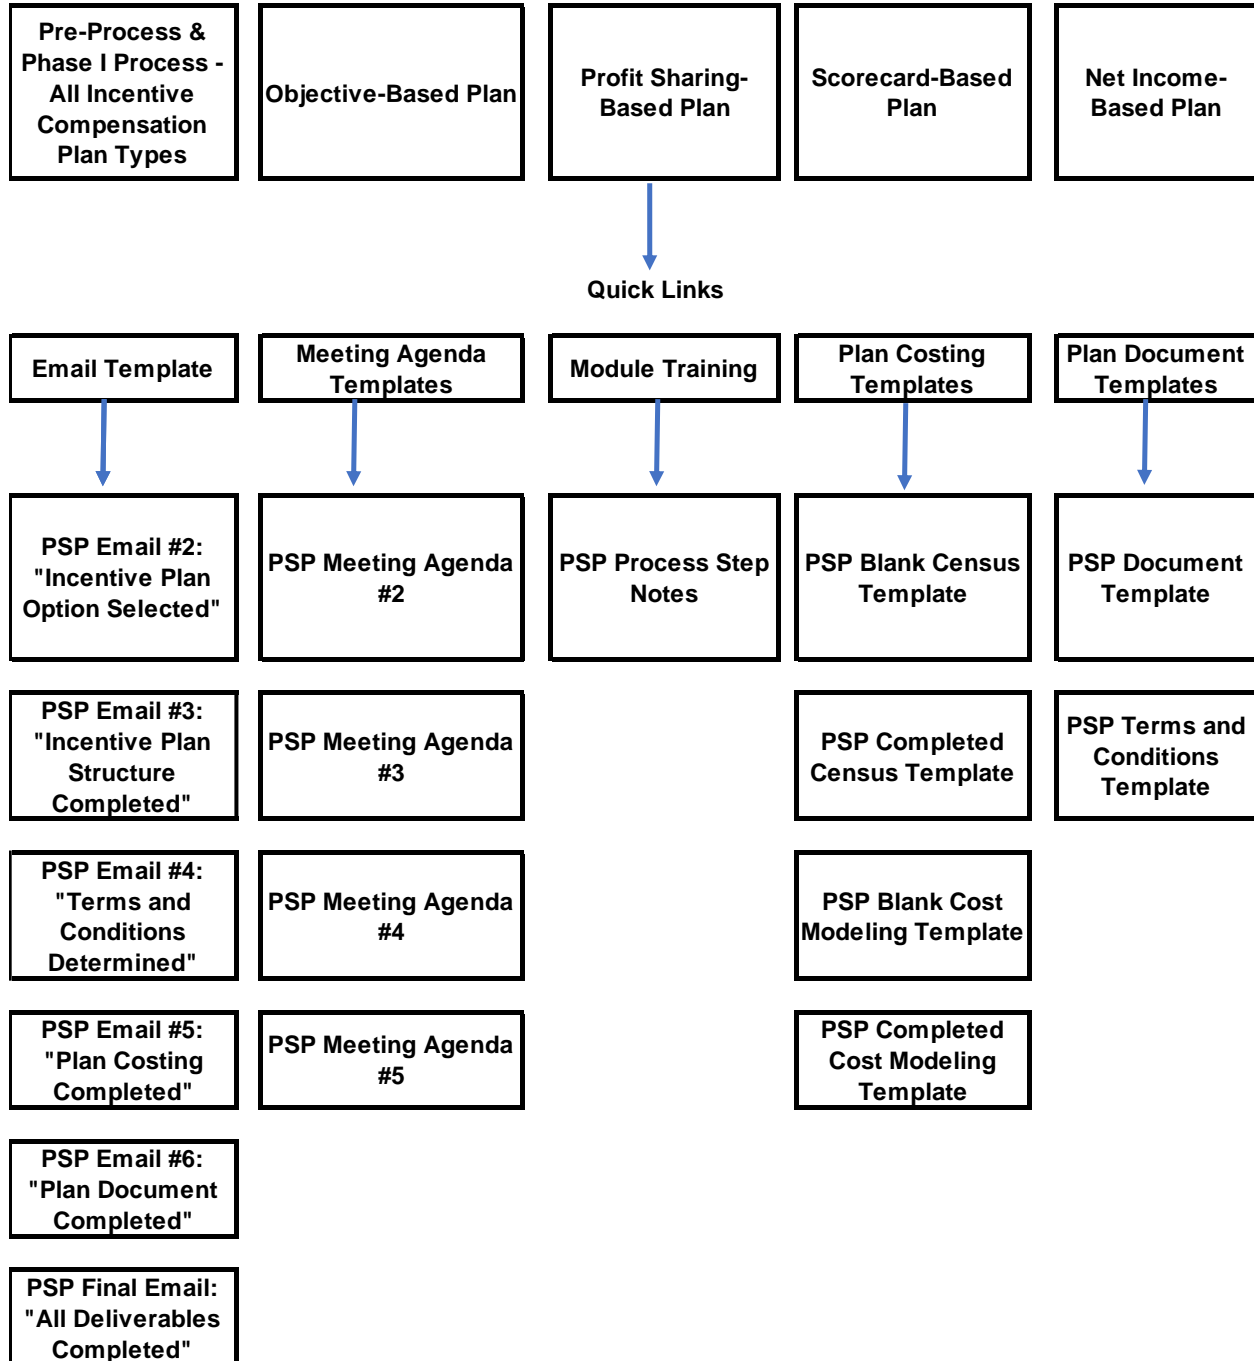 Pre-Process &
Phase I Process -
All Incentive
Compensation
Plan Types
Objective-Based Plan
Profit Sharing-
Based Plan
Scorecard-Based
Plan
Net Income-
Based Plan
Quick Links
Email Template
Meeting Agenda
Templates
Module Training
Plan Costing
Templates
Plan Document
Templates
PSP Email #2:
"Incentive Plan
Option Selected"
PSP Meeting Agenda
#2
PSP Process Step
Notes
PSP Blank Census
Template
PSP Document
Template
PSP Email #3:
"Incentive Plan
Structure
Completed"
PSP Meeting Agenda
#3
PSP Completed
Census Template
PSP Terms and
Conditions
Template
PSP Email #4:
"Terms and
Conditions
Determined"
PSP Meeting Agenda
#4
PSP Blank Cost
Modeling Template
PSP Email #5:
"Plan Costing
Completed"
PSP Meeting Agenda
#5
PSP Completed
Cost Modeling
Template
PSP Email #6:
"Plan Document
Completed"
PSP Final Email:
"All Deliverables
Completed"